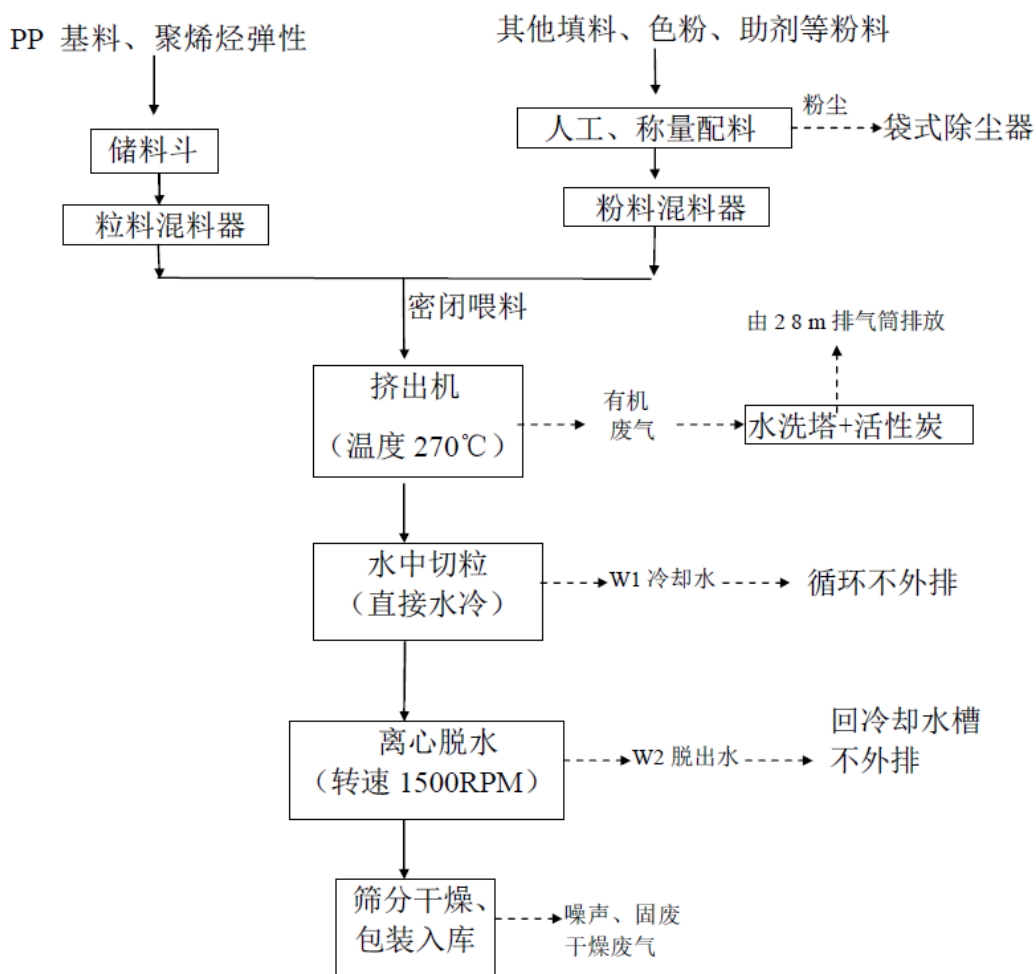 PP 基料、聚烯烃弹性
其他填料、色粉、助剂等粉料
粉尘
人工、称量配料
袋式除尘器
储料斗
粉料混料器
粒料混料器
密闭喂料
由28m排气筒排放
挤出机
（温度 270℃）
有机
废气
水洗塔+活性炭
水中切粒
（直接水冷）
W1 冷却水
循环不外排
离心脱水
（转速 1500RPM）
W2 脱出水
回冷却水槽
不外排
筛分干燥、
包装入库
噪声、固废
干燥废气